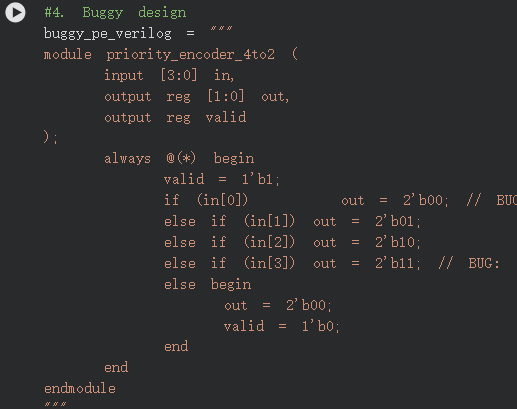 #4. Buggy design
buggy_pe_verilog = """
module priority_encoder_4to2 (
input [3:0] in,
output reg [1:0] out,
output reg valid
);
always @(*) begin
valid = 1'b1;
if (in[0]) out = 2'b00; // BUG
else if (in[1]) out = 2'b01;
else if (in[2]) out = 2'b10;
else if (in[3]) out = 2'b11; // BUG:
else begin
out = 2'b00;
valid = 1'b0;
end
end
endmodule
"""